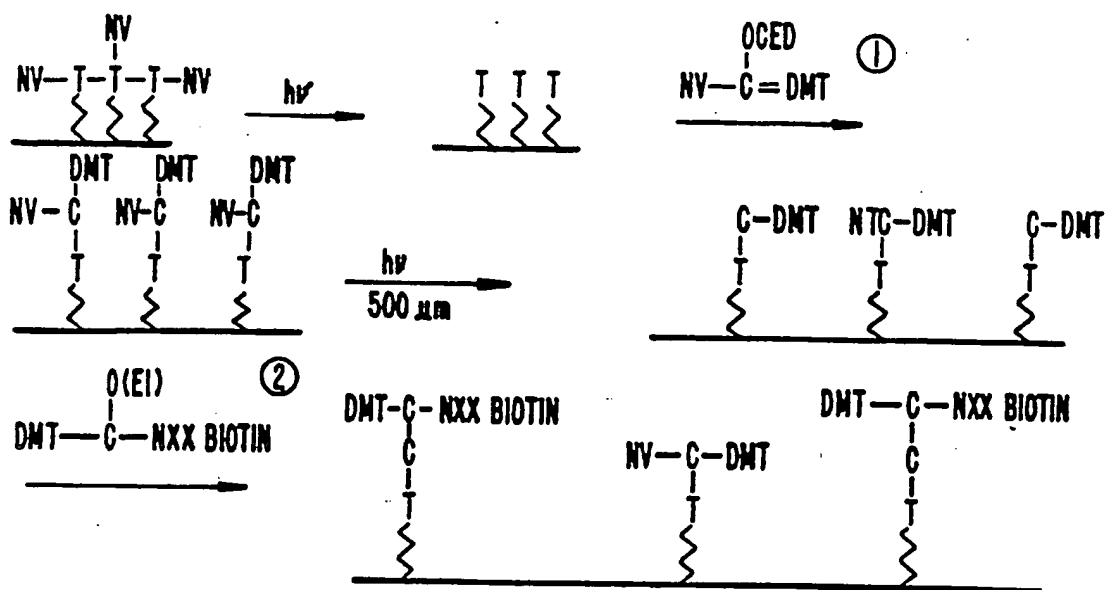 NV
NV—T—T—T—NV
hν
T T T
OCED
NV—C=DMT
①
DMT DMT DMT
NV—C NV—C NV—C
T T T
hν
500 µm
C—DMT NTC—DMT C—DMT
T T T
②
O(EI)
DMT—C—NXX BIOTIN
DMT—C—NXX BIOTIN
C
T
NV—C—DMT
T
DMT—C—NXX BIOTIN
C
T